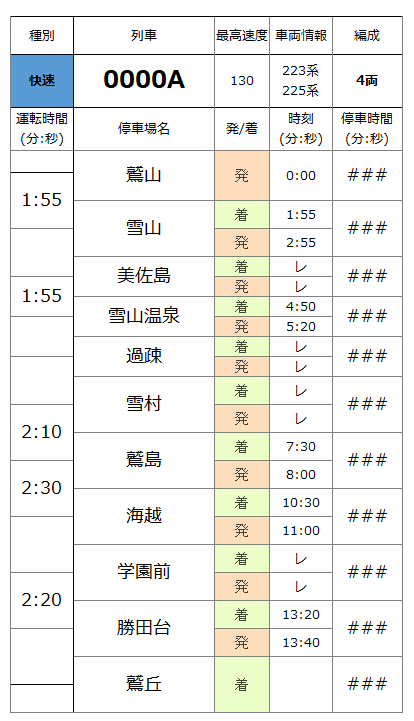 種別 列車 最高速度 車両情報 編成
快速 0000A 130 223系 225系 4両
運転時間 (分:秒) 停車場名 発/着 時刻 (分:秒) 停車時間 (分:秒)
鷲山 発 0:00 ###
1:55
雪山 着 1:55 ###
発 2:55
美佐島 着 レ ###
1:55 発 レ
雪山温泉 着 4:50 ###
発 5:20
過疎 着 レ ###
発 レ
雪村 着 レ ###
発 レ
2:10
鷲島 着 7:30 ###
発 8:00
2:30
海越 着 10:30 ###
発 11:00
学園前 着 レ ###
発 レ
2:20
勝田台 着 13:20 ###
発 13:40
鷲丘 着 ###